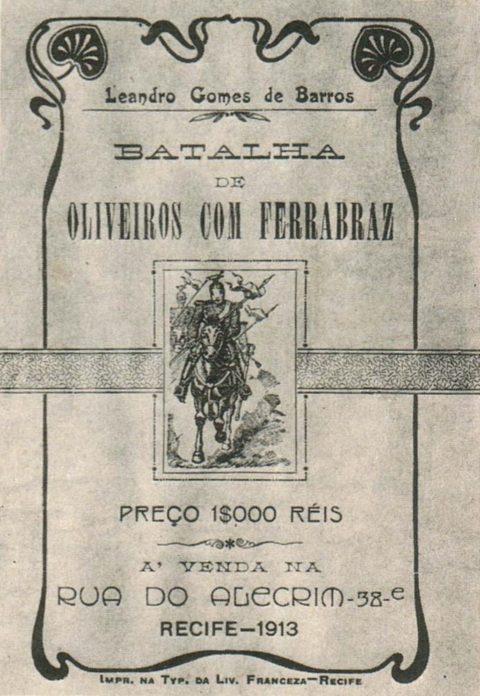 Leandro Gomes de Barros
BATALHA
DE
OLIVEIROS COM FERRABRAZ
PREÇO 1$000 RÉIS
A' VENDA NA
RUA DO ALECRIM-38-e
RECIFE—1913
IMPR. NA TYP. DA LIV. FRANCEZA—RECIFE